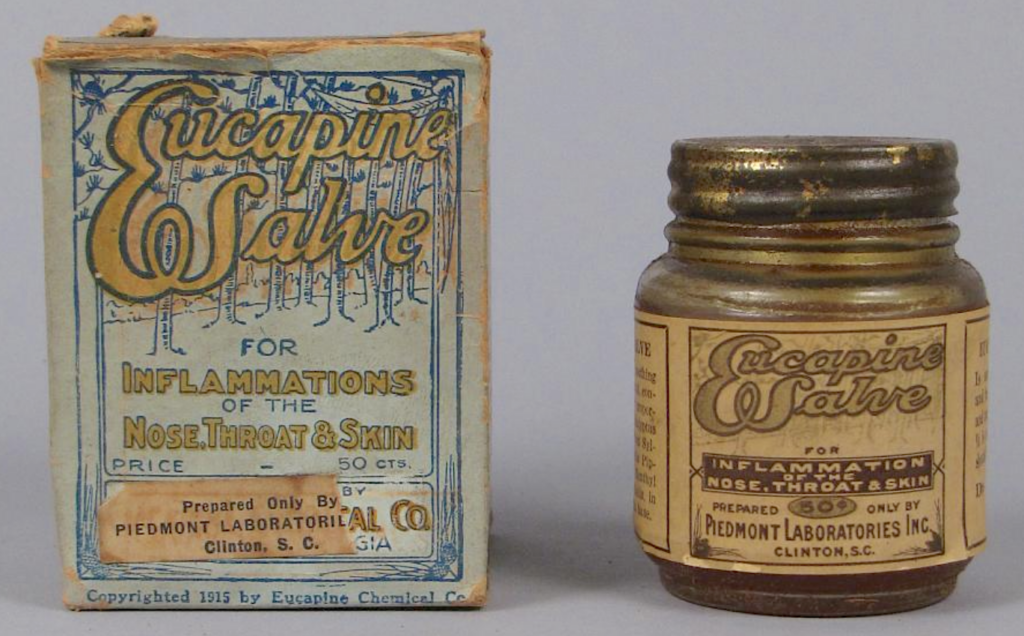 Eucapine
Salve
FOR
INFLAMMATIONS
OF THE
NOSE, THROAT & SKIN
PRICE - 50 CTS.
BY
AL CO.
GIA
Prepared Only By
PIEDMONT LABORATORI
Clinton, S. C.
Copyrighted 1915 by Eucapine Chemical Co
Eucapine
Salve
FOR
INFLAMMATION
OF THE
NOSE, THROAT & SKIN
PREPARED 50¢ ONLY BY
PIEDMONT LABORATORIES INC.
CLINTON, S.C.